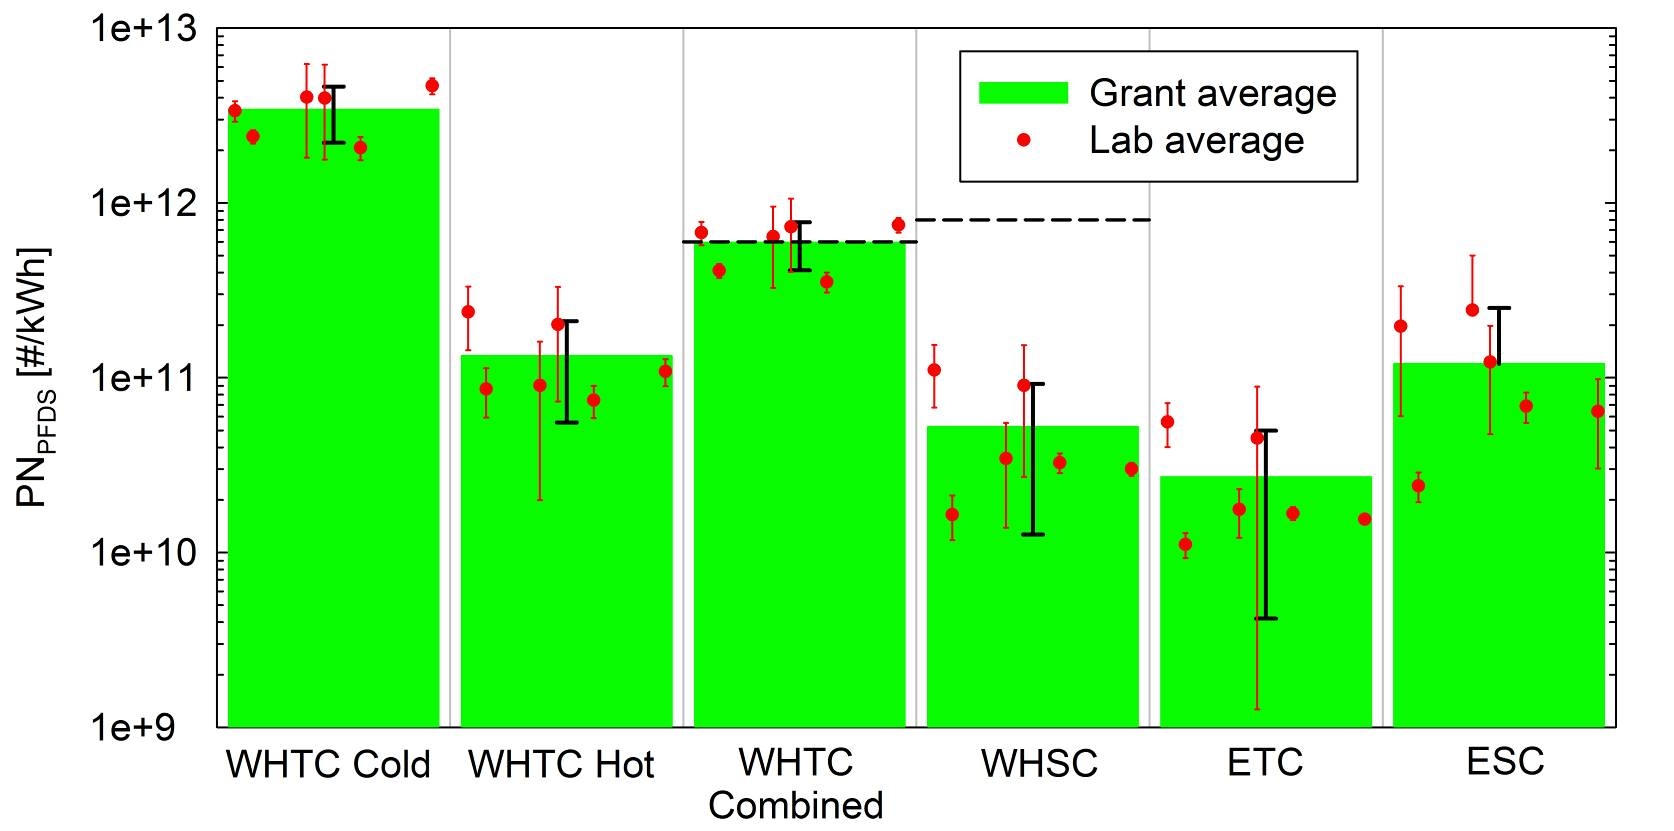 1e+13
1e+12
1e+11
1e+10
1e+9
PN_PFDS [#/kWh]
Grant average
Lab average
WHTC Cold
WHTC Hot
WHTC
Combined
WHSC
ETC
ESC